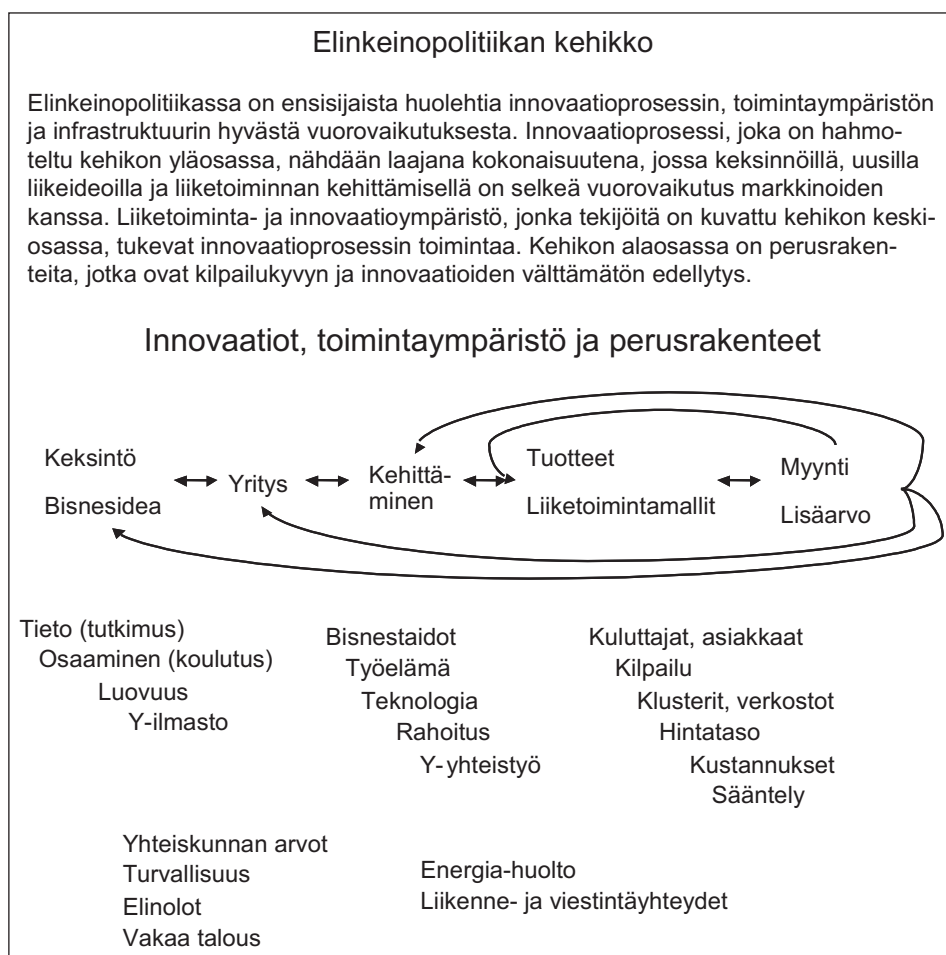 Elinkeinopolitiikan kehikko
Elinkeinopolitiikassa on ensisijaista huolehtia innovaatioprosessin, toimintaympäristön
ja infrastruktuurin hyvästä vuorovaikutuksesta. Innovaatioprosessi, joka on hahmo-
teltu kehikon yläosassa, nähdään laajana kokonaisuutena, jossa keksinnöillä, uusilla
liikeideoilla ja liiketoiminnan kehittämisellä on selkeä vuorovaikutus markkinoiden
kanssa. Liiketoiminta- ja innovaatioympäristö, jonka tekijöitä on kuvattu kehikon keski-
osassa, tukevat innovaatioprosessin toimintaa. Kehikon alaosassa on perusraken-
teita, jotka ovat kilpailukyvyn ja innovaatioiden välttämätön edellytys.
Innovaatiot, toimintaympäristö ja perusrakenteet
Keksintö
Bisnesidea
Yritys
Kehittä-
minen
Tuotteet
Liiketoimintamallit
Myynti
Lisäarvo
Tieto (tutkimus)
Osaaminen (koulutus)
Luovuus
Y-ilmasto
Bisnestaidot
Työelämä
Teknologia
Rahoitus
Y-yhteistyö
Kuluttajat, asiakkaat
Kilpailu
Klusterit, verkostot
Hintataso
Kustannukset
Sääntely
Yhteiskunnan arvot
Turvallisuus
Elinolot
Vakaa talous
Energia-huolto
Liikenne- ja viestintäyhteydet